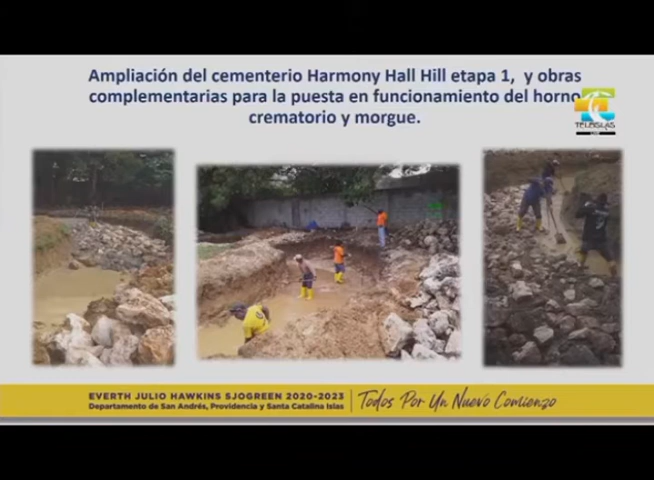 Ampliación del cementerio Harmony Hall Hill etapa 1, y obras
complementarias para la puesta en funcionamiento del horno
crematorio y morgue.
TELEISLAS
EVERTH JULIO HAWKINS SJOGREEN 2020-2023
Departamento de San Andrés, Providencia y Santa Catalina Islas
Todos Por Un Nuevo Comienzo